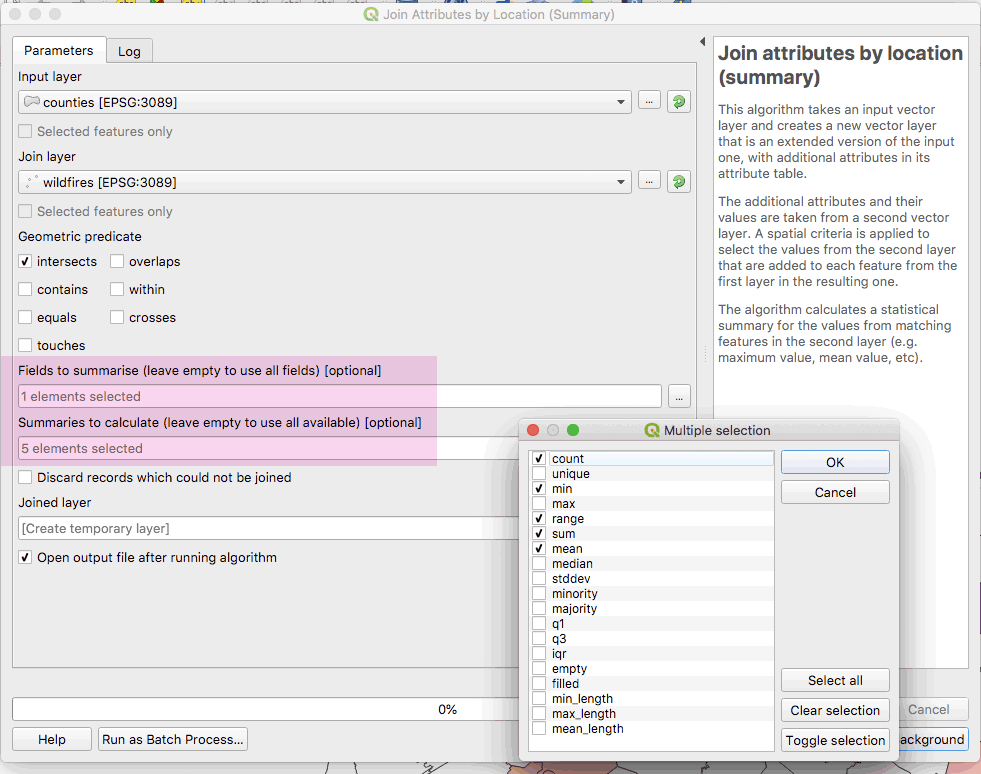 Join Attributes by Location (Summary)
Parameters
Log
Input layer
counties [EPSG:3089]
...
Selected features only
Join layer
wildfires [EPSG:3089]
...
Selected features only
Geometric predicate
intersects
overlaps
contains
within
equals
crosses
touches
Fields to summarise (leave empty to use all fields) [optional]
1 elements selected
...
Summaries to calculate (leave empty to use all available) [optional]
5 elements selected
Discard records which could not be joined
Joined layer
[Create temporary layer]
Open output file after running algorithm
0%
Help
Run as Batch Process...
Join attributes by location
(summary)
This algorithm takes an input vector
layer and creates a new vector layer
that is an extended version of the input
one, with additional attributes in its
attribute table.
The additional attributes and their
values are taken from a second vector
layer. A spatial criteria is applied to
select the values from the second layer
that are added to each feature from the
first layer in the resulting one.
The algorithm calculates a statistical
summary for the values from matching
features in the second layer (e.g.
maximum value, mean value, etc).
Multiple selection
count
unique
min
max
range
sum
mean
median
stddev
minority
majority
q1
q3
iqr
empty
filled
min_length
max_length
mean_length
OK
Cancel
Select all
Clear selection
Toggle selection
Cancel
ackground